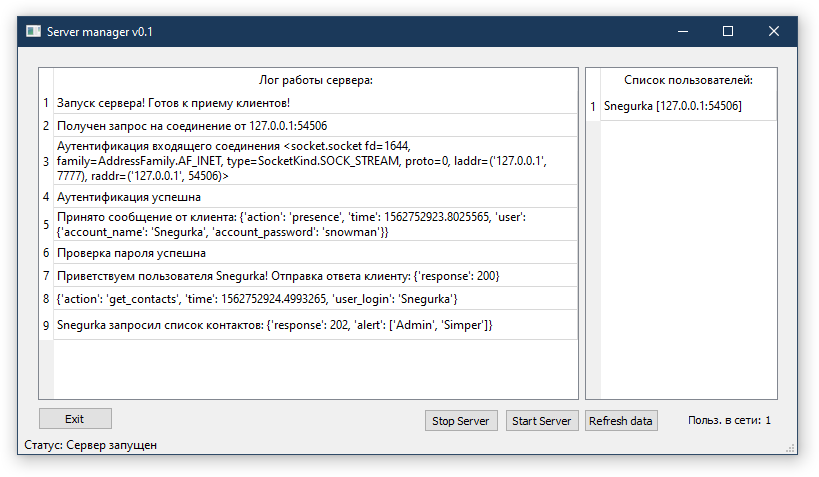 Server manager v0.1
Лог работы сервера:
1 Запуск сервера! Готов к приему клиентов!
2 Получен запрос на соединение от 127.0.0.1:54506
3 Аутентификация входящего соединения <socket.socket fd=1644,
family=AddressFamily.AF_INET, type=SocketKind.SOCK_STREAM, proto=0, laddr=('127.0.0.1',
7777), raddr=('127.0.0.1', 54506)>
4 Аутентификация успешна
5 Принято сообщение от клиента: {'action': 'presence', 'time': 1562752923.8025565, 'user':
{'account_name': 'Snegurka', 'account_password': 'snowman'}}
6 Проверка пароля успешна
7 Приветствуем пользователя Snegurka! Отправка ответа клиенту: {'response': 200}
8 {'action': 'get_contacts', 'time': 1562752924.4993265, 'user_login': 'Snegurka'}
9 Snegurka запросил список контактов: {'response': 202, 'alert': ['Admin', 'Simper']}
Список пользователей:
1 Snegurka [127.0.0.1:54506]
Exit
Stop Server
Start Server
Refresh data
Польз. в сети: 1
Статус: Сервер запущен